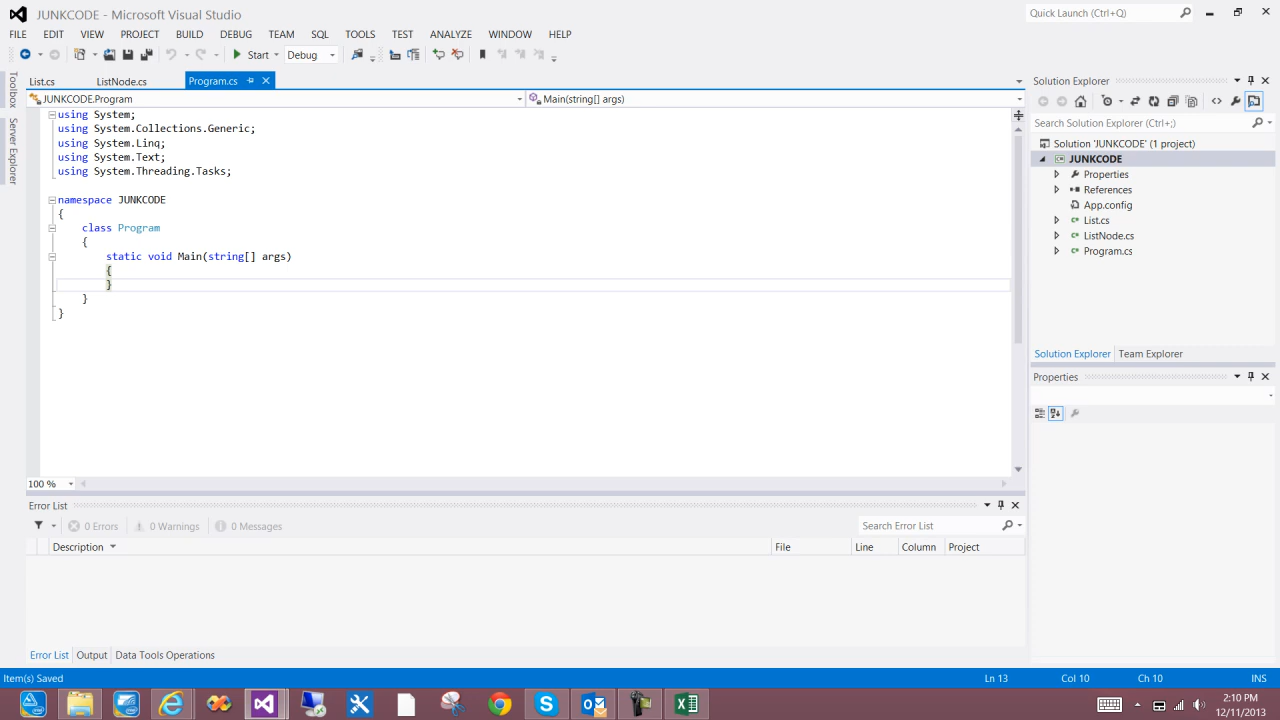 JUNKCODE - Microsoft Visual Studio
Quick Launch (Ctrl+Q)
FILE EDIT VIEW PROJECT BUILD DEBUG TEAM SQL TOOLS TEST ANALYZE WINDOW HELP
Start Debug
Toolbox
Server Explorer
List.cs ListNode.cs Program.cs
JUNKCODE.Program Main(string[] args)
using System;
using System.Collections.Generic;
using System.Linq;
using System.Text;
using System.Threading.Tasks;
namespace JUNKCODE
{
class Program
{
static void Main(string[] args)
{
}
}
}
100 %
Solution Explorer
Search Solution Explorer (Ctrl+;)
Solution 'JUNKCODE' (1 project)
JUNKCODE
Properties
References
App.config
List.cs
ListNode.cs
Program.cs
Solution Explorer Team Explorer
Properties
Error List
0 Errors 0 Warnings 0 Messages
Search Error List
Description File Line Column Project
Error List Output Data Tools Operations
Item(s) Saved Ln 13 Col 10 Ch 10 INS
2:10 PM
12/11/2013